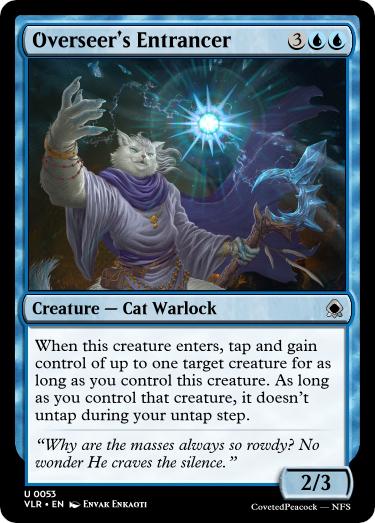 Overseer's Entrancer 3
Creature — Cat Warlock
When this creature enters, tap and gain
control of up to one target creature for as
long as you control this creature. As long
as you control that creature, it doesn't
untap during your untap step.
“Why are the masses always so rowdy? No
wonder He craves the silence.”
2/3
U 0053
VLR • EN Envak Enkaoti
CovetedPeacock — NFS